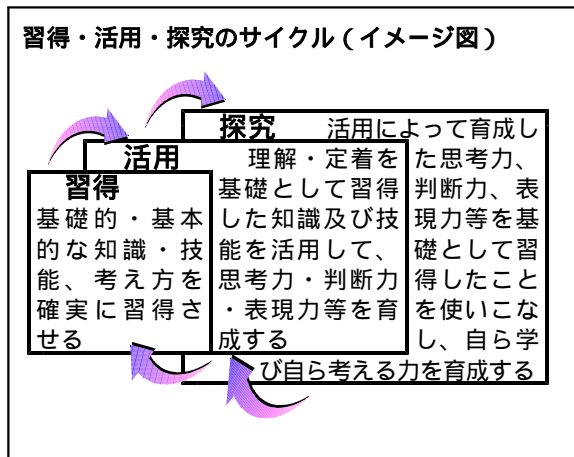 習得・活用・探究のサイクル（イメージ図）
習得
基礎的・基本
的な知識・技
能、考え方を
確実に習得さ
せる
活用
理解・定着を
基礎として習得
した知識及び技
能を活用して、
思考力・判断力
・表現力等を育
成する
探究
活用によって育成し
た思考力、
判断力、表
現力等を基
礎として習
得したこと
を使いこな
し、自ら学
び自ら考える力を育成する